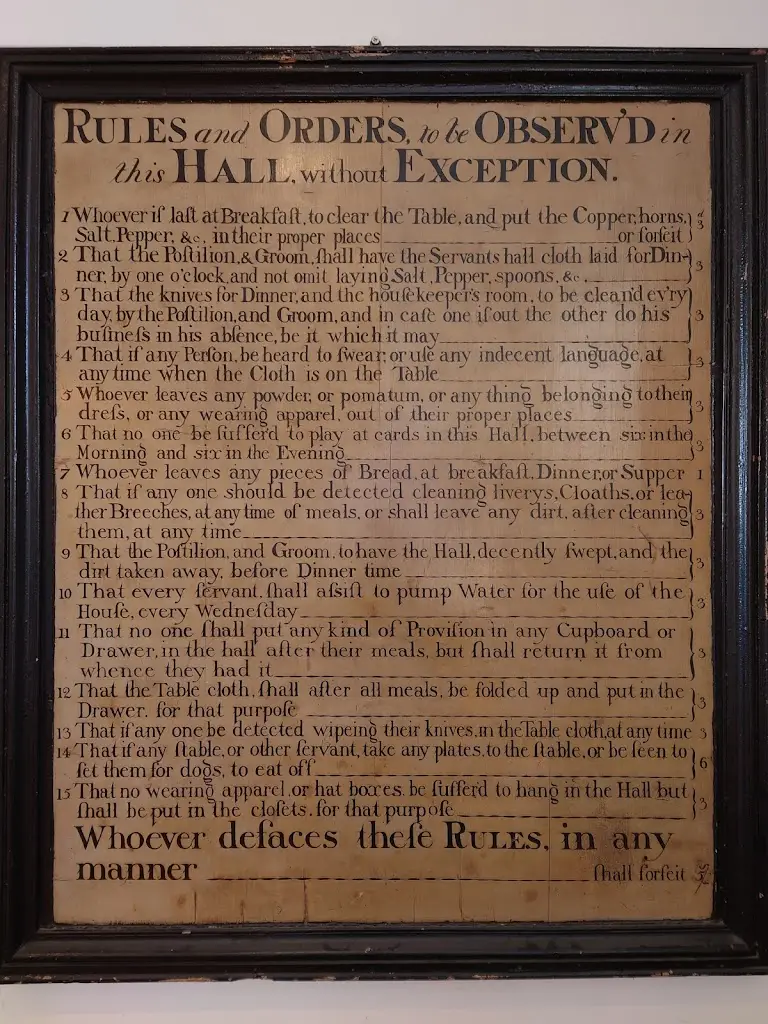 RULES and ORDERS, to be OBSERV'D in
this HALL, without EXCEPTION.
1 Whoever if laſt at Breakfaſt, to clear the Table, and put the Copper, horns,
Salt, Pepper, &c. in their proper places or forfeit 3
2 That the Poſtilion, & Groom, ſhall have the Servants hall cloth laid for Din-
ner, by one o'clock, and not omit laying Salt, Pepper, spoons, &c. 3
3 That the knives for Dinner, and the houſekeeper's room, to be clean'd ev'ry
day, by the Poſtilion, and Groom, and in caſe one if out the other do his 3
buſineſs in his abſence, be it which it may
4 That if any Perſon, be heard to ſwear, or uſe any indecent language, at
any time when the Cloth is on the Table 3
5 Whoever leaves any powder, or pomatum, or any thing belonging to their
dreſs, or any wearing apparel, out of their proper places 3
6 That no one be ſuffer'd to play at cards in this Hall, between six in the
Morning and six in the Evening 3
7 Whoever leaves any pieces of Bread, at breakfaſt, Dinner, or Supper 1
8 That if any one should be detected cleaning liverys, Cloaths, or lea-
ther Breeches, at any time of meals, or shall leave any dirt, after cleaning 3
them, at any time
9 That the Poſtilion, and Groom, to have the Hall, decently ſwept, and the
dirt taken away, before Dinner time 3
10 That every ſervant, ſhall aſsiſt to pump Water for the uſe of the
Houſe, every Wedneſday 3
11 That no one ſhall put any kind of Proviſion in any Cupboard or
Drawer, in the hall after their meals, but ſhall return it from 3
whence they had it
12 That the Table cloth, ſhall after all meals, be folded up and put in the
Drawer, for that purpoſe 3
13 That if any one be detected wipeing their knives, in the Table cloth, at any time 3
14 That if any ſtable, or other ſervant, take any plates, to the ſtable, or be ſeen to
ſet them for dogs, to eat off 6
15 That no wearing apparel, or hat boxes, be ſuffer'd to hang in the Hall but
ſhall be put in the cloſets, for that purpoſe 3
Whoever defaces theſe RULES, in any
manner ſhall forfeit